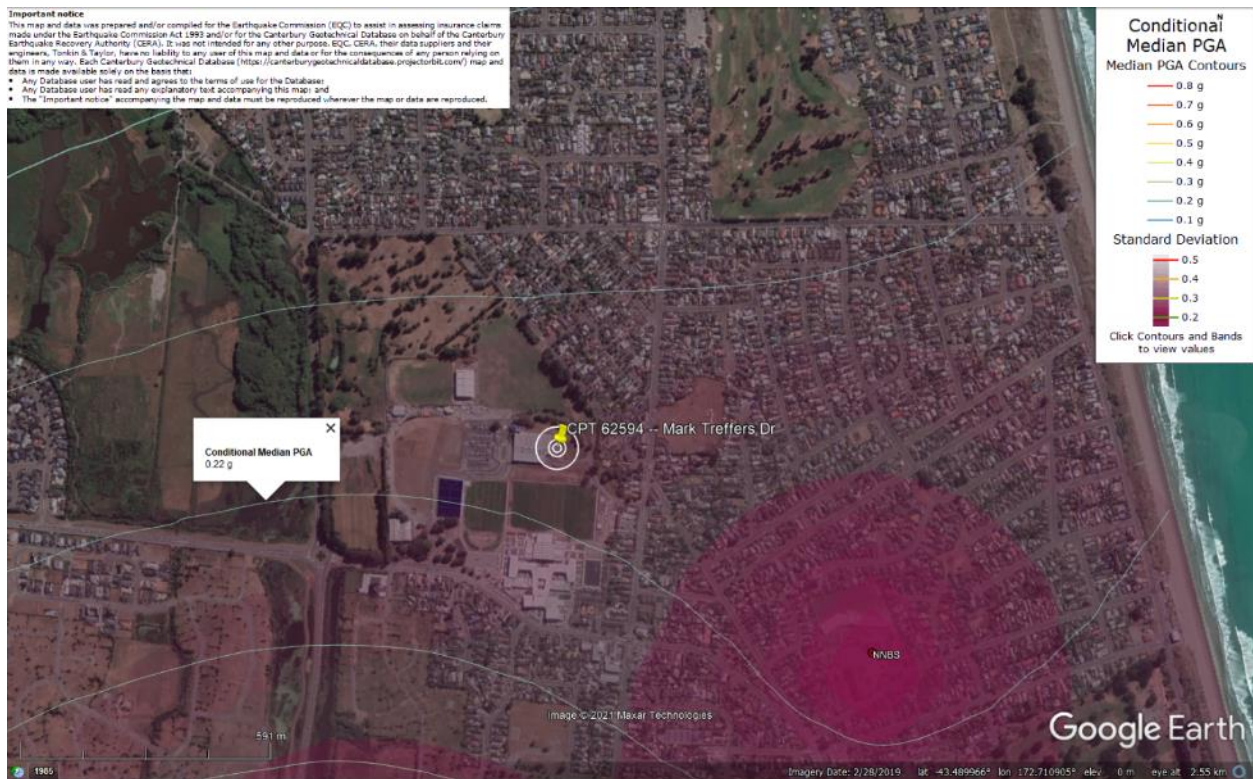 Important notice
This map and data was prepared and/or compiled for the Earthquake Commission (EQC) to assist in assessing insurance claims
made under the Earthquake Commission Act 1993 and/or for the Canterbury Geotechnical Database on behalf of the Canterbury
Earthquake Recovery Authority (CERA). It was not intended for any other purpose. EQC, CERA, their data suppliers and their
engineers, Tonkin & Taylor, have no liability to any user of this map and data or for the consequences of any person relying on
them in any way. Each Canterbury Geotechnical Database (https://canterburygeotechnicaldatabase.projectorbit.com/) map and
data is made available solely on the basis that:
• Any Database user has read and agrees to the terms of use for the Database;
• Any Database user has read any explanatory text accompanying this map; and
• The "Important notice" accompanying the map and data must be reproduced wherever the map or data are reproduced.
N
Conditional
Median PGA
Median PGA Contours
0.8 g
0.7 g
0.6 g
0.5 g
0.4 g
0.3 g
0.2 g
0.1 g
Standard Deviation
0.5
0.4
0.3
0.2
Click Contours and Bands
to view values
CPT 62594 -- Mark Treffers Dr
Conditional Median PGA
0.22 g
NNBS
Image © 2021 Maxar Technologies
Google Earth
591 m
1985
Imagery Date: 2/28/2019 lat -43.489966° lon 172.710905° elev 0 m eye alt 2.55 km